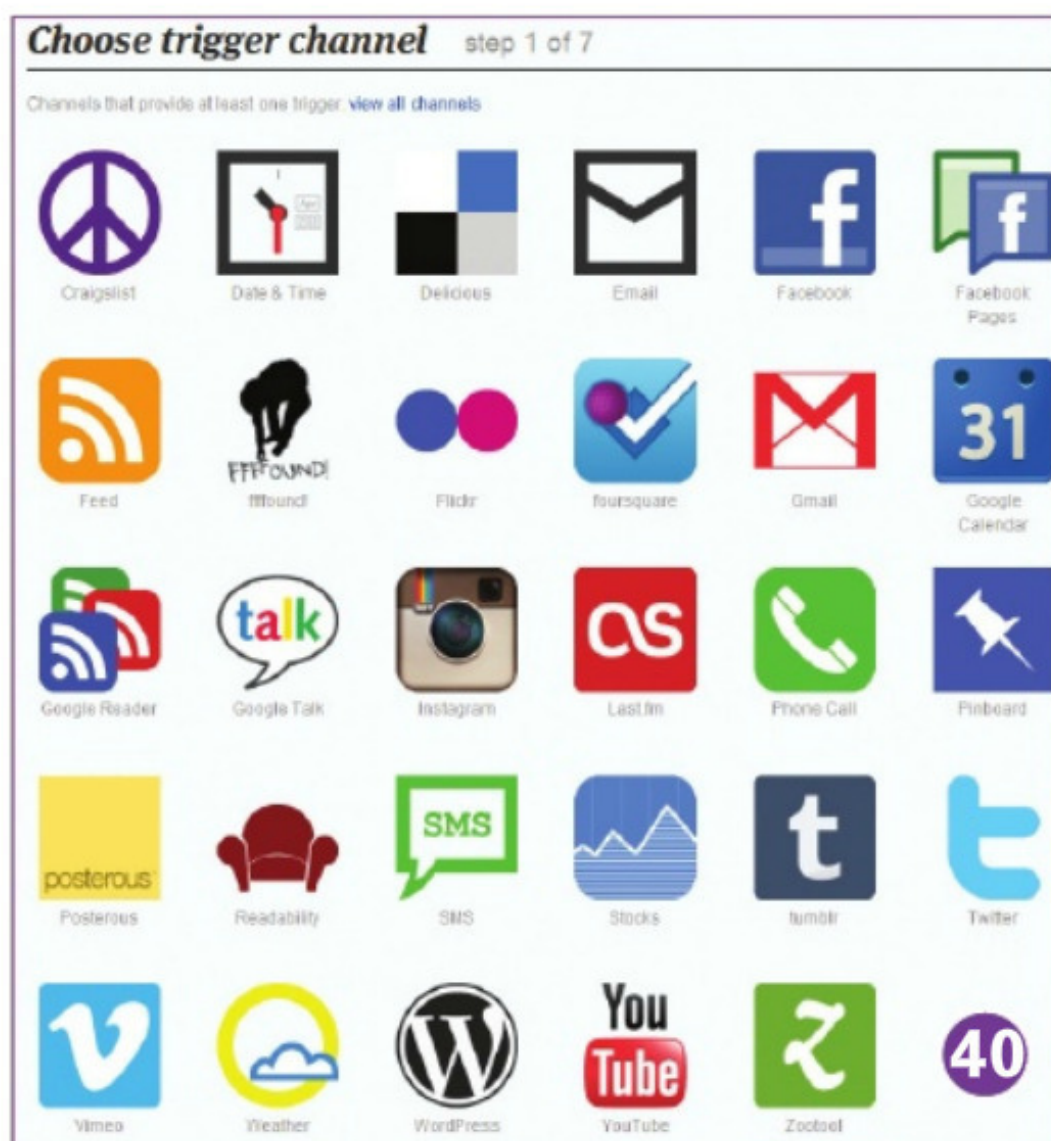 Choose trigger channel step 1 of 7
Channels that provide at least one trigger. view all channels
Craigslist Date & Time Delicious Email Facebook Facebook Pages
FFFFOUND!
Feed ffffound! Flickr foursquare Gmail Google Calendar
31
talk
Google Reader Google Talk Instagram Last.fm Phone Call Pinboard
posterous
SMS
Posterous Readability SMS Stocks tumblr Twitter
You
Tube
40
Vimeo Weather WordPress YouTube Zootool